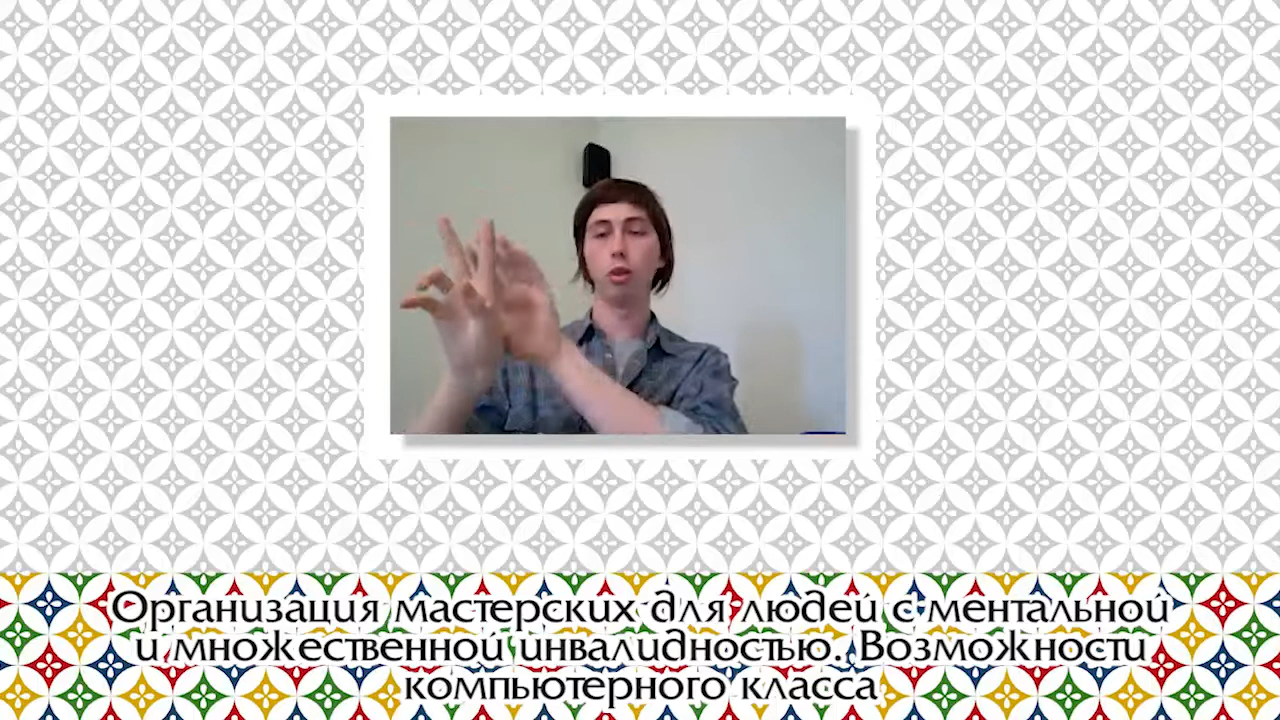 Организация мастерских для людей с ментальной
и множественной инвалидностью. Возможности
компьютерного класса